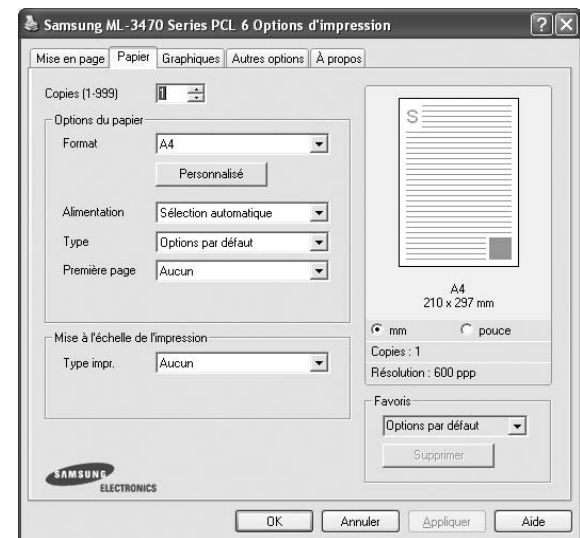 Samsung ML-3470 Series PCL 6 Options d'impression
Mise en page Papier Graphiques Autres options À propos
Copies (1-999) 1
Options du papier
Format A4
Personnalisé
Alimentation Sélection automatique
Type Options par défaut
Première page Aucun
Mise à l'échelle de l'impression
Type impr. Aucun
S
A4
210 x 297 mm
mm pouce
Copies : 1
Résolution : 600 ppp
Favoris
Options par défaut
Supprimer
SAMSUNG
ELECTRONICS
OK Annuler Appliquer Aide